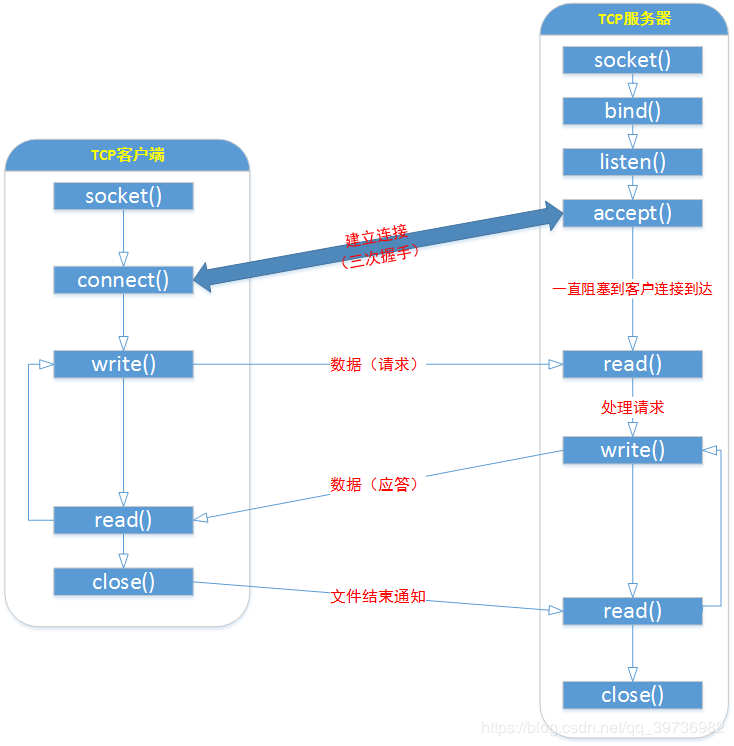 TCP服务器
socket()
bind()
listen()
accept()
一直阻塞到客户连接到达
read()
处理请求
write()
read()
close()
TCP客户端
socket()
connect()
write()
read()
close()
建立连接
（三次握手）
数据（请求）
数据（应答）
文件结束通知
https://blog.csdn.net/qq_39736982